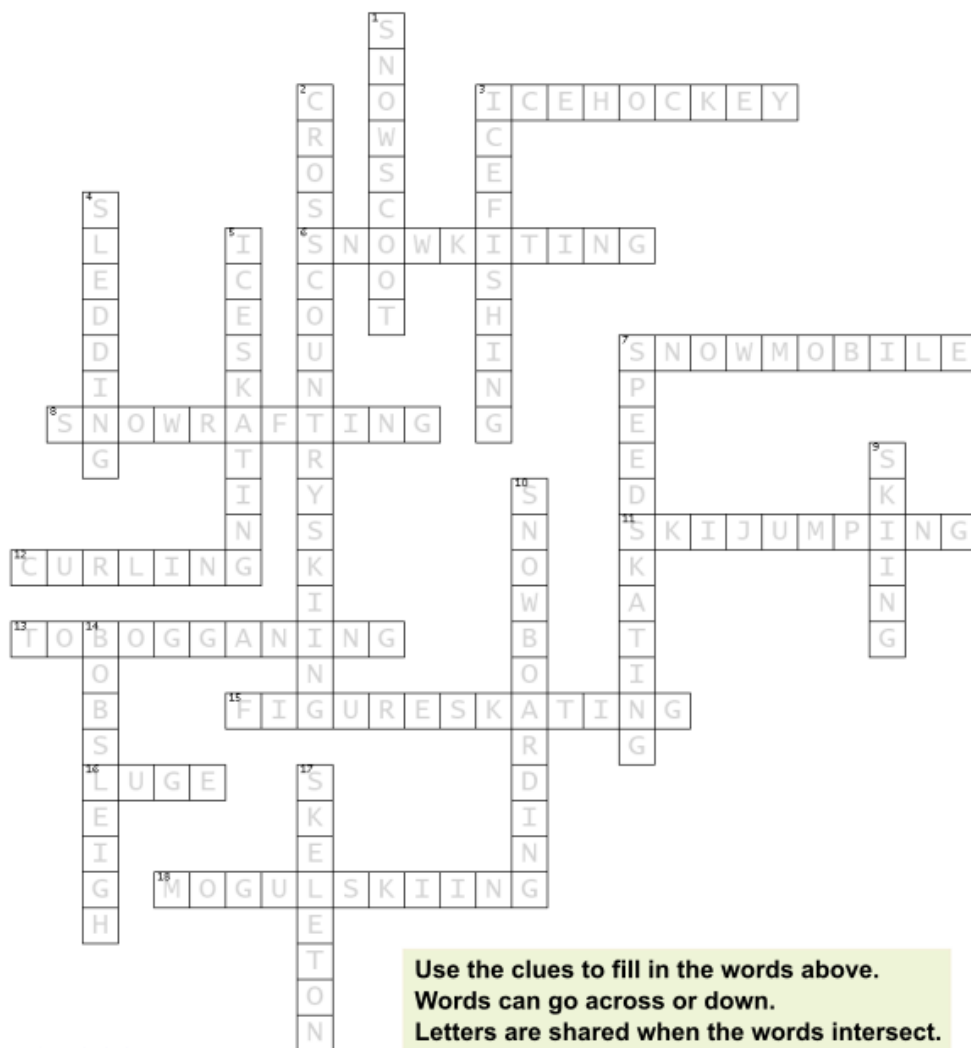 1 SNOWSCOOT
2 CROSSCOUNTRYSKIING
3 ICEHOCKEY
ICEFISHING
4 SLEDDING
5 ICESKATING
6 SNOWKITING
7 SNOWMOBILE
SPEEDSKATING
8 SNOWRAFTING
9 SKIING
10 SNOWBOARDING
11 SKIJUMPING
12 CURLING
13 TOBOGGANING
14 BOBSLEIGH
15 FIGURESKATING
16 LUGE
17 SKELETON
18 MOGULSKIING
Use the clues to fill in the words above.
Words can go across or down.
Letters are shared when the words intersect.